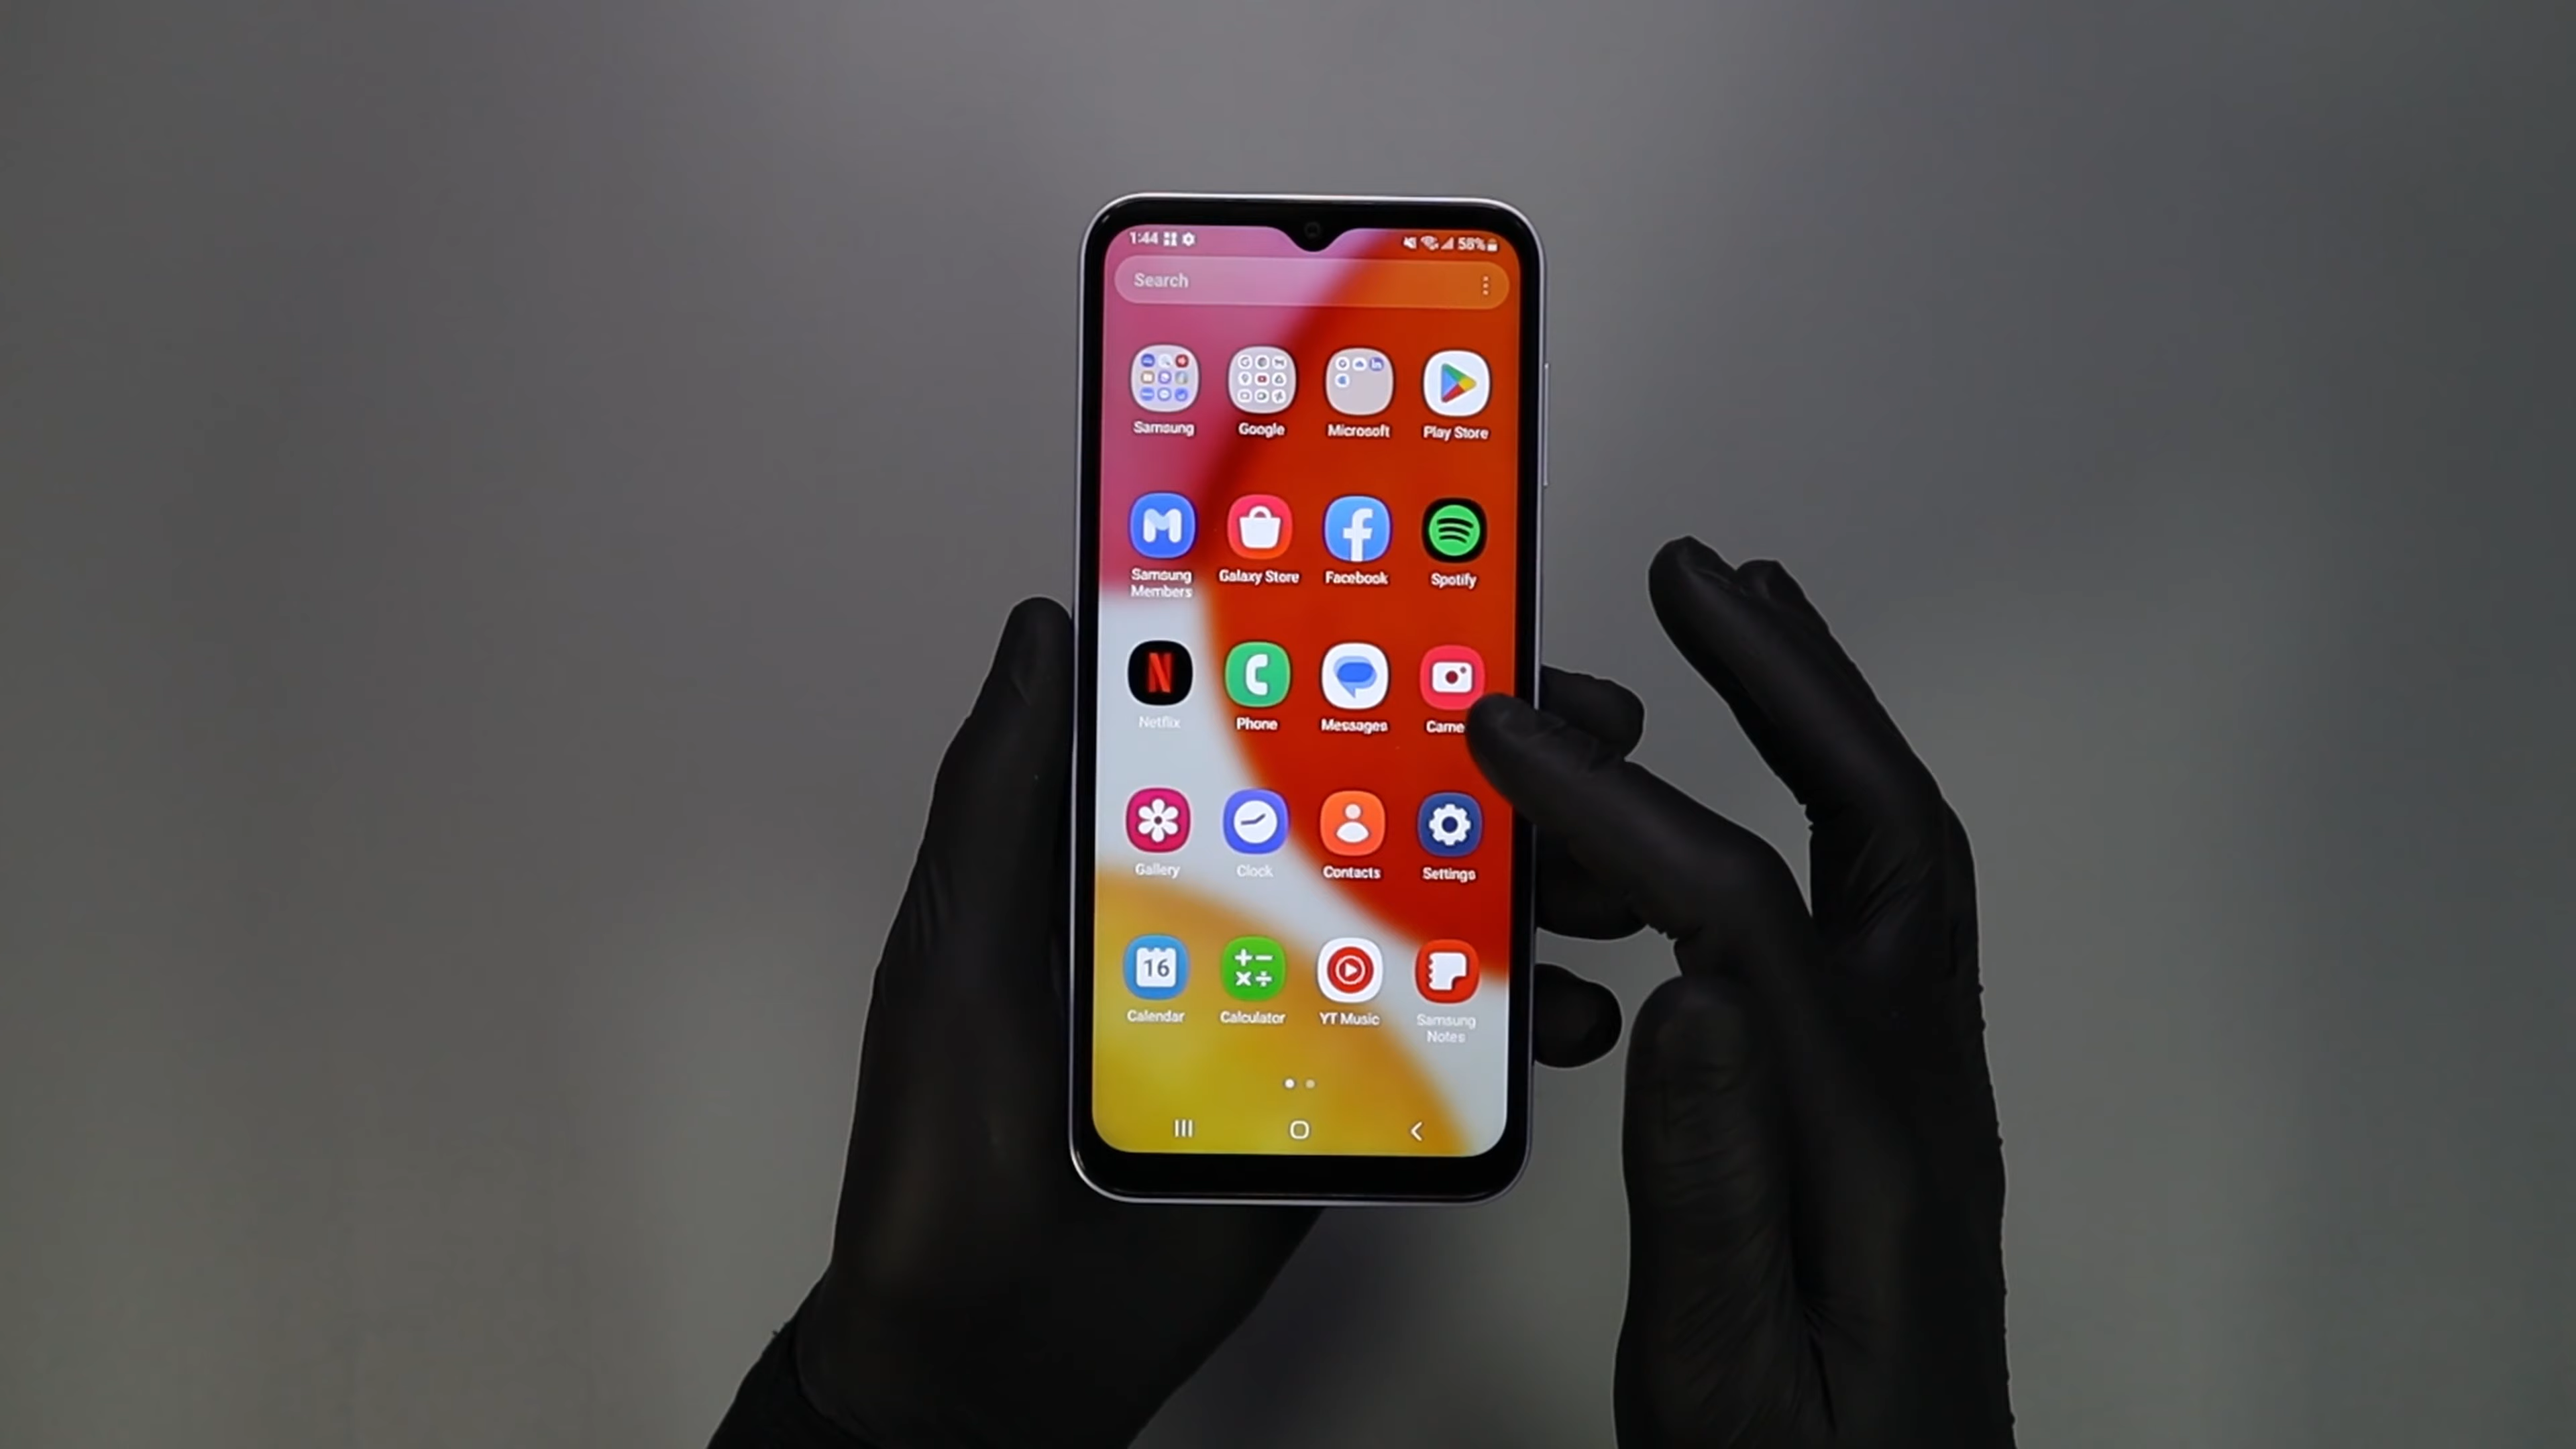 1:44 58%
Search
Samsung Google Microsoft Play Store
Samsung Members Galaxy Store Facebook Spotify
Netflix Phone Messages Came
Gallery Clock Contacts Settings
16
Calendar Calculator YT Music Samsung Notes